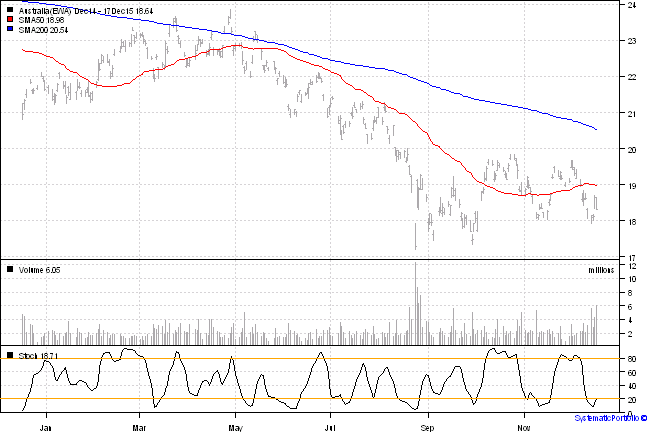 Australia(EWA) Dec14 - 17Dec15 18.64
SMA50 18.98
SMA200 20.54
24
23
22
21
20
19
18
17
Volume 6.05
millions
12
10
8
6
4
2
Stoch 18.71
80
60
40
20
0
Jan Mar May Jul Sep Nov
SystematicPortfolio ©